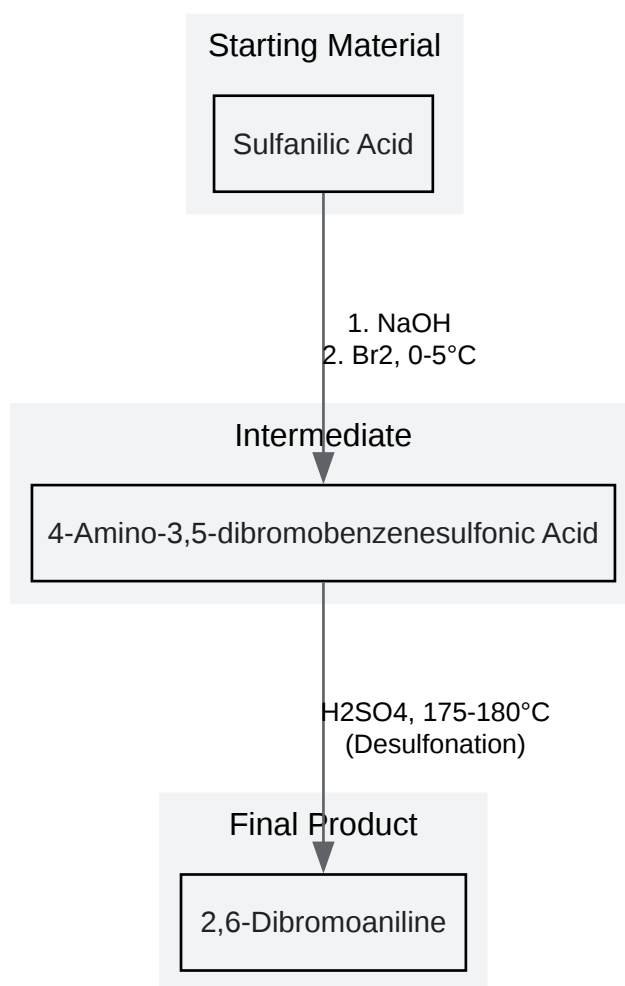 Starting Material
Sulfanilic Acid
1. NaOH
2. Br2, 0-5°C
Intermediate
4-Amino-3,5-dibromobenzenesulfonic Acid
H2SO4, 175-180°C
(Desulfonation)
Final Product
2,6-Dibromoaniline